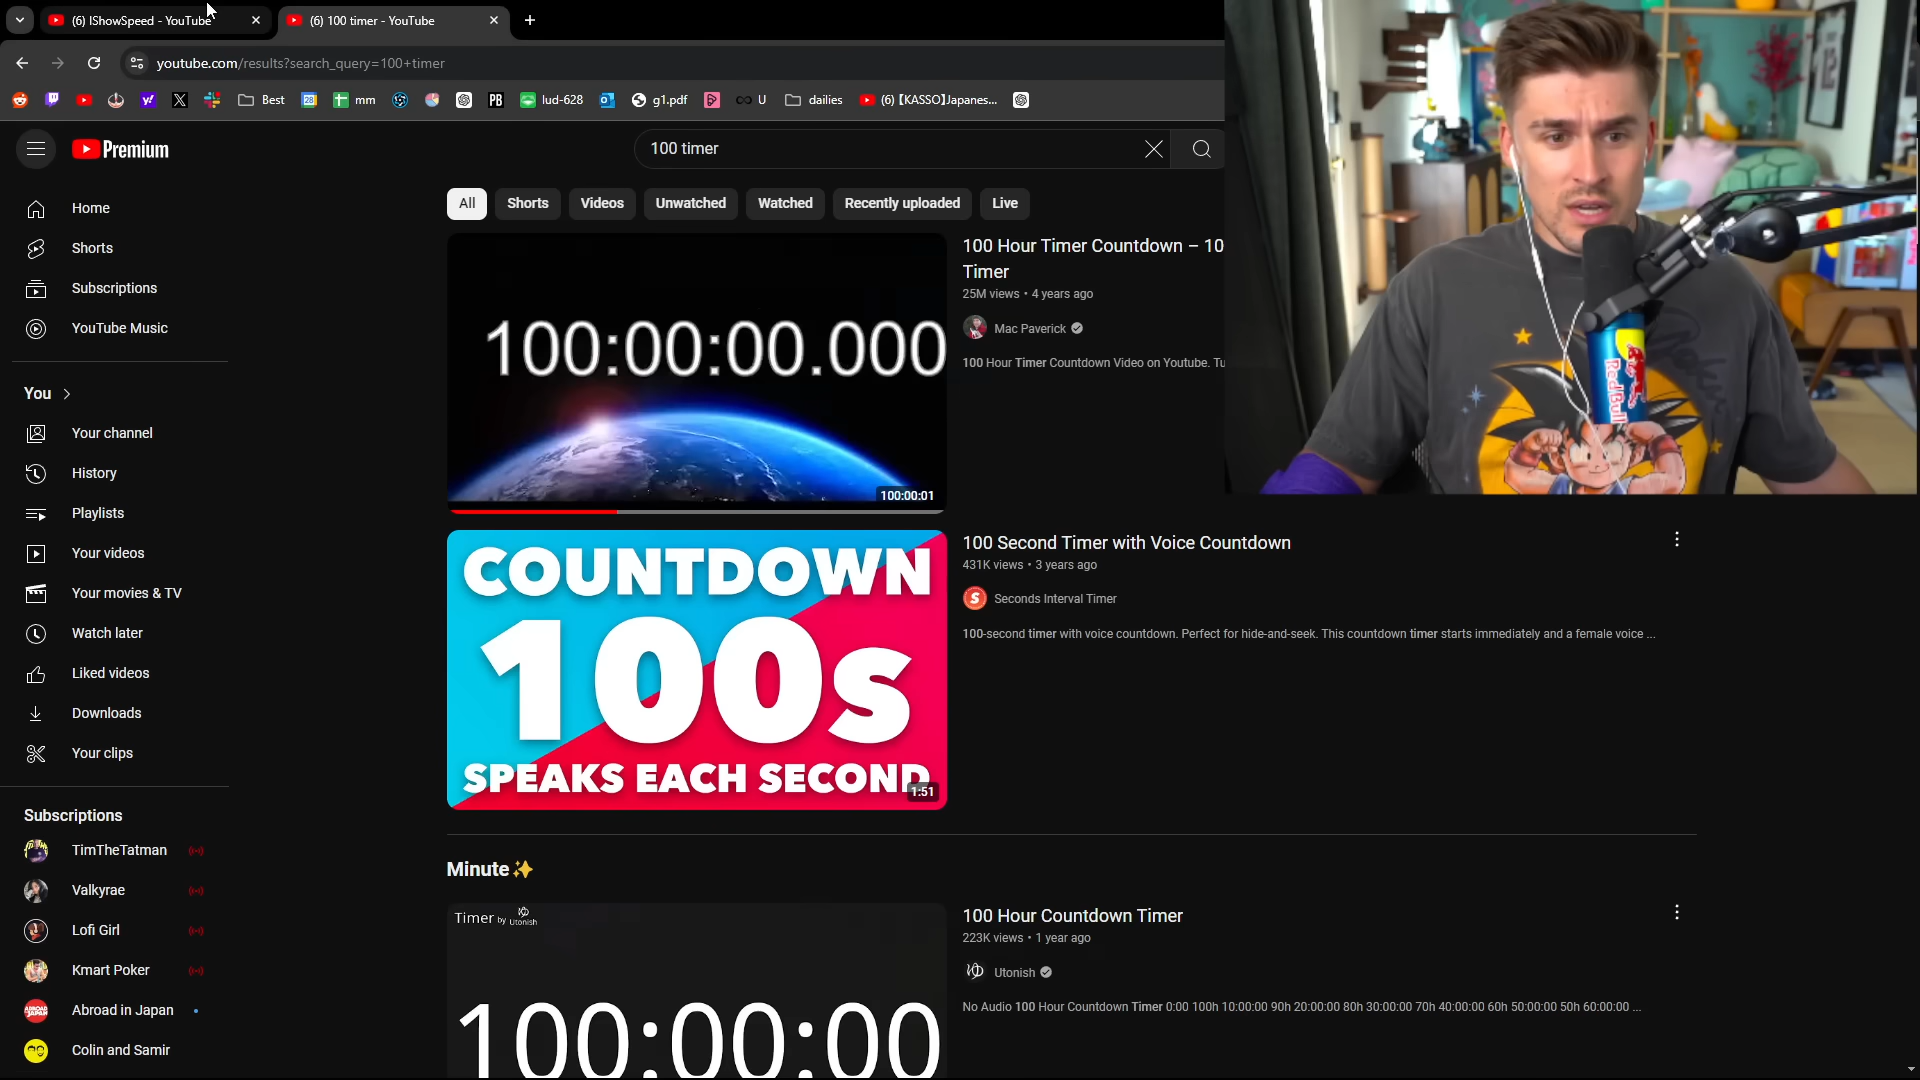 (6) IShowSpeed - YouTube
(6) 100 timer - YouTube
youtube.com/results?search_query=100+timer
Best
28
mm
PB
lud-628
g1.pdf
U
dailies
(6)【KASSO】Japanes...
Premium
100 timer
Home
Shorts
Subscriptions
YouTube Music
You
Your channel
History
Playlists
Your videos
Your movies & TV
Watch later
Liked videos
Downloads
Your clips
Subscriptions
TimTheTatman
Valkyrae
Lofi Girl
Kmart Poker
Abroad in Japan
Colin and Samir
All
Shorts
Videos
Unwatched
Watched
Recently uploaded
Live
100:00:00.000
100:00:01
100 Hour Timer Countdown – 10
Timer
25M views • 4 years ago
Mac Paverick
100 Hour Timer Countdown Video on Youtube. Tu
COUNTDOWN
100s
SPEAKS EACH SECOND
1:51
100 Second Timer with Voice Countdown
431K views • 3 years ago
Seconds Interval Timer
100-second timer with voice countdown. Perfect for hide-and-seek. This countdown timer starts immediately and a female voice ...
Minute✨
Timer by Utonish
100:00:00
100 Hour Countdown Timer
223K views • 1 year ago
Utonish
No Audio 100 Hour Countdown Timer 0:00 100h 10:00:00 90h 20:00:00 80h 30:00:00 70h 40:00:00 60h 50:00:00 50h 60:00:00 ...
Red Bull